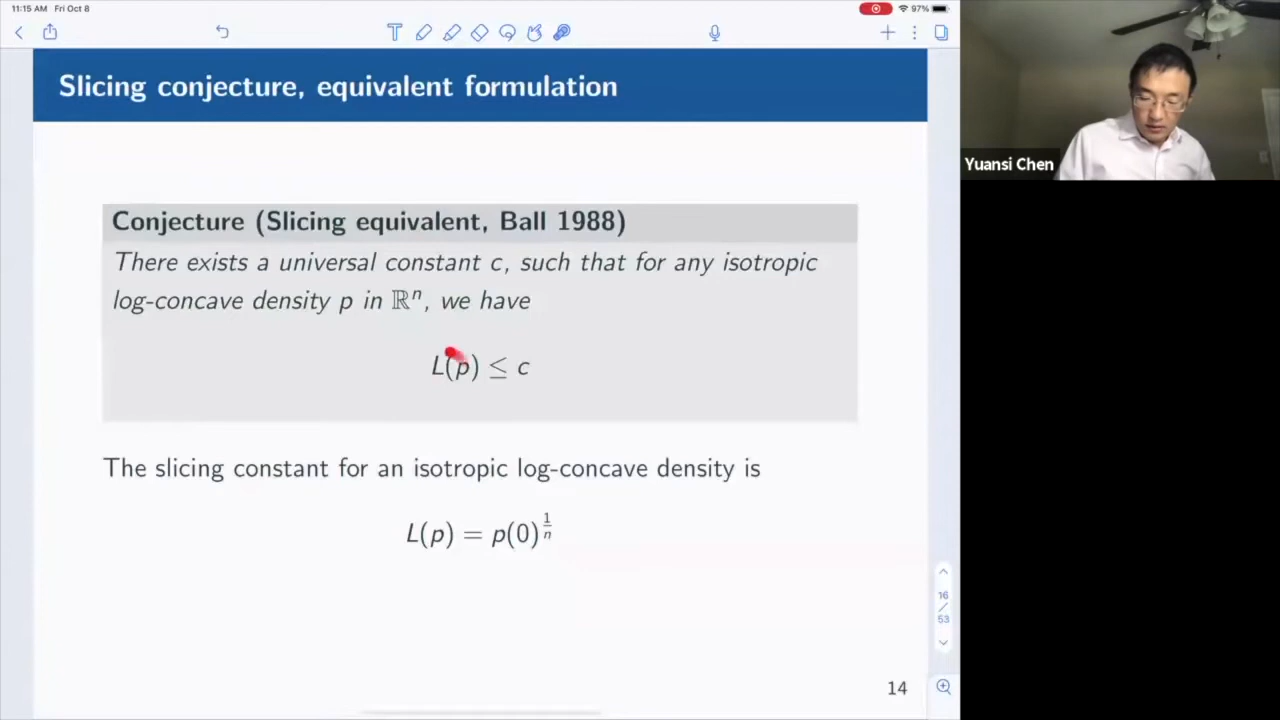 11:15 AM Fri Oct 8
97%
Slicing conjecture, equivalent formulation
Yuansi Chen
Conjecture (Slicing equivalent, Ball 1988)
There exists a universal constant c, such that for any isotropic
log-concave density p in ℝⁿ, we have
L(p) ≤ c
The slicing constant for an isotropic log-concave density is
L(p) = p(0)^{1/n}
16
/
53
14